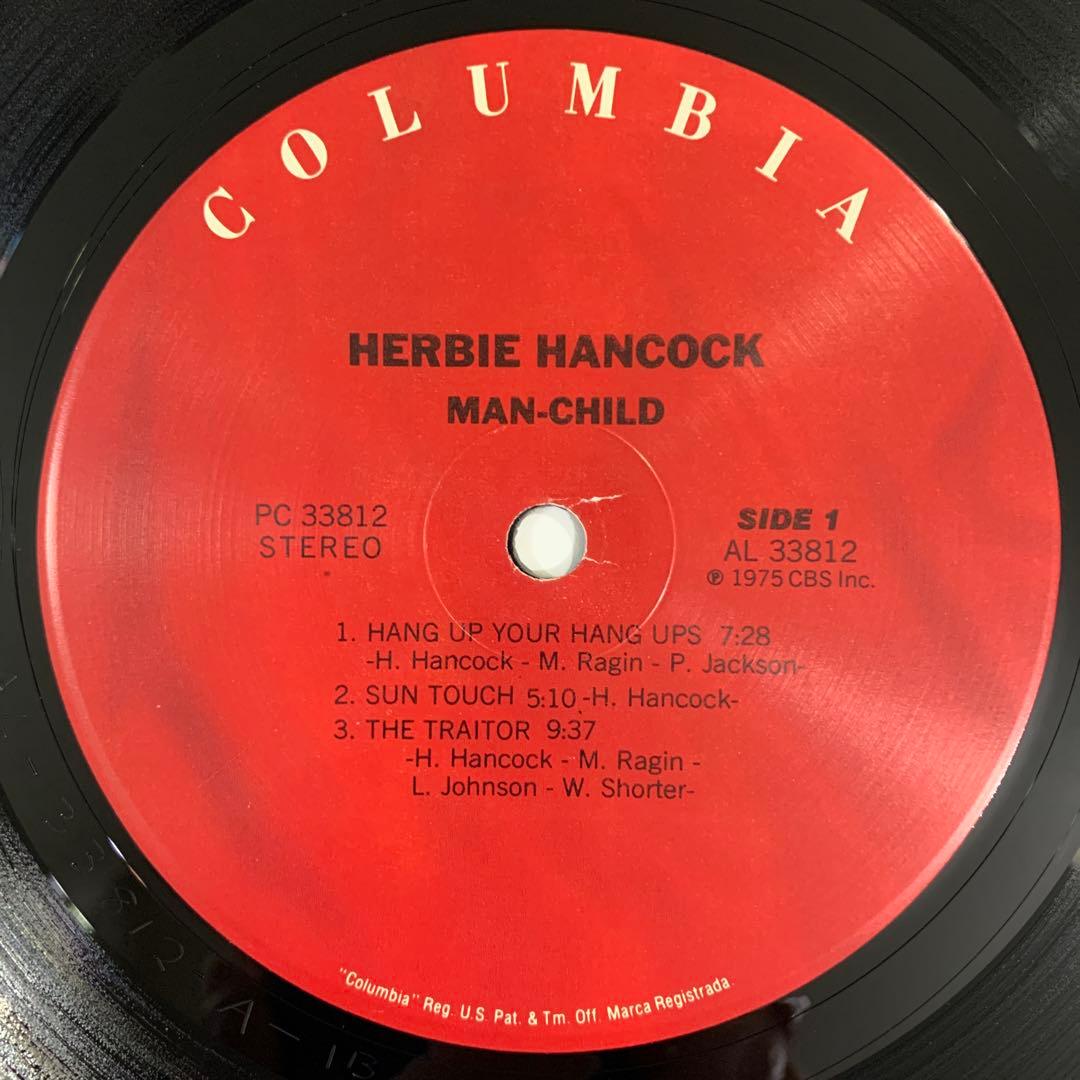 COLUMBIA
HERBIE HANCOCK
MAN-CHILD
PC 33812
STEREO
SIDE 1
AL 33812
℗ 1975 CBS Inc.
1. HANG UP YOUR HANG UPS 7:28
-H. Hancock - M. Ragin - P. Jackson-
2. SUN TOUCH 5:10 -H. Hancock-
3. THE TRAITOR 9:37
-H. Hancock - M. Ragin -
L. Johnson - W. Shorter-
"Columbia" Reg. U.S. Pat. & Tm. Off. Marca Registrada.
33812-A-1B